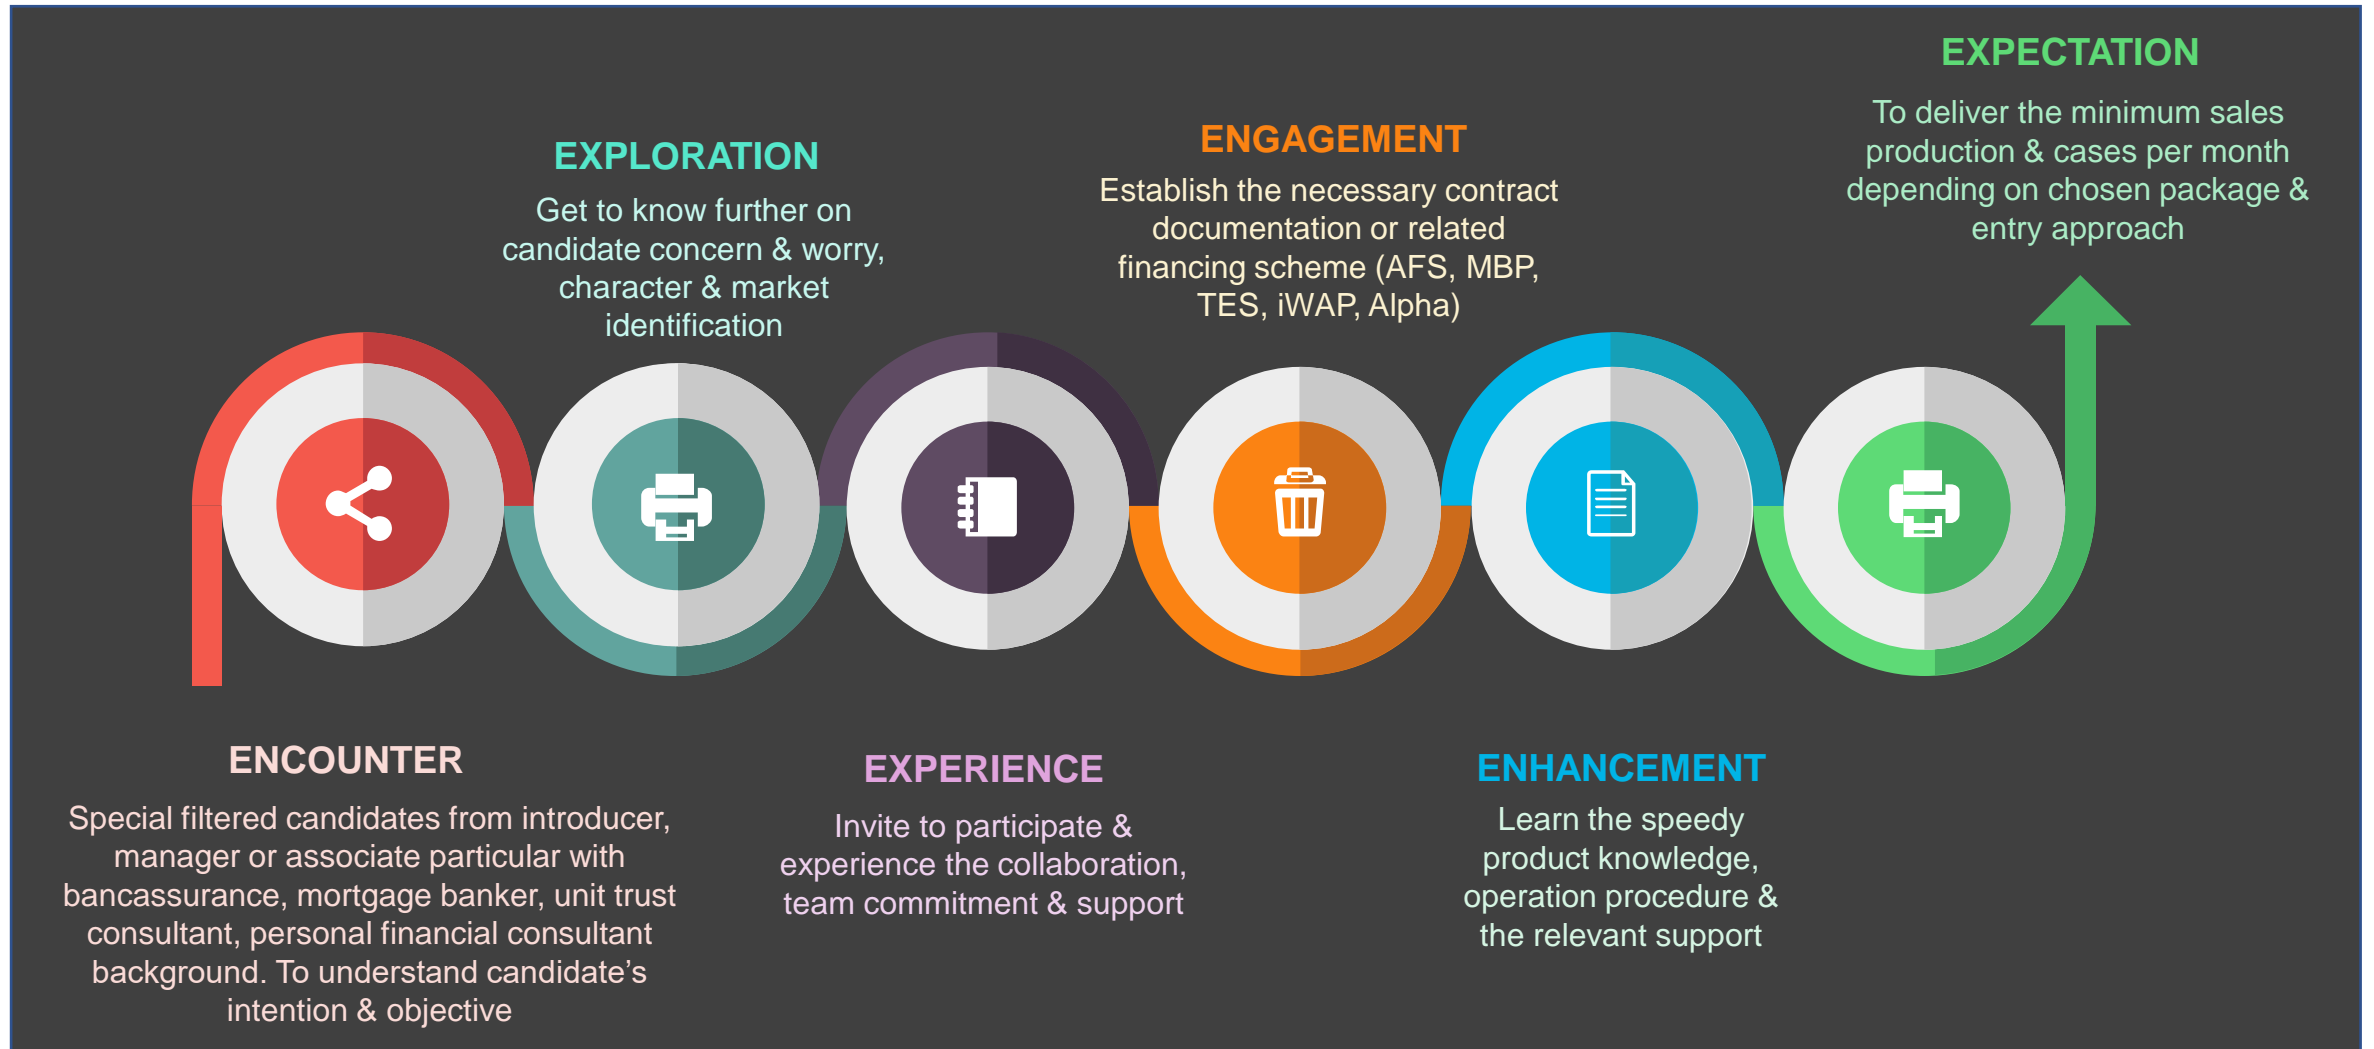 ENCOUNTER
Special filtered candidates from introducer,
manager or associate particular with
bancassurance, mortgage banker, unit trust
consultant, personal financial consultant
background. To understand candidate’s
intention & objective
EXPLORATION
Get to know further on
candidate concern & worry,
character & market
identification
EXPERIENCE
Invite to participate &
experience the collaboration,
team commitment & support
ENGAGEMENT
Establish the necessary contract
documentation or related
financing scheme (AFS, MBP,
TES, iWAP, Alpha)
ENHANCEMENT
Learn the speedy
product knowledge,
operation procedure &
the relevant support
EXPECTATION
To deliver the minimum sales
production & cases per month
depending on chosen package &
entry approach